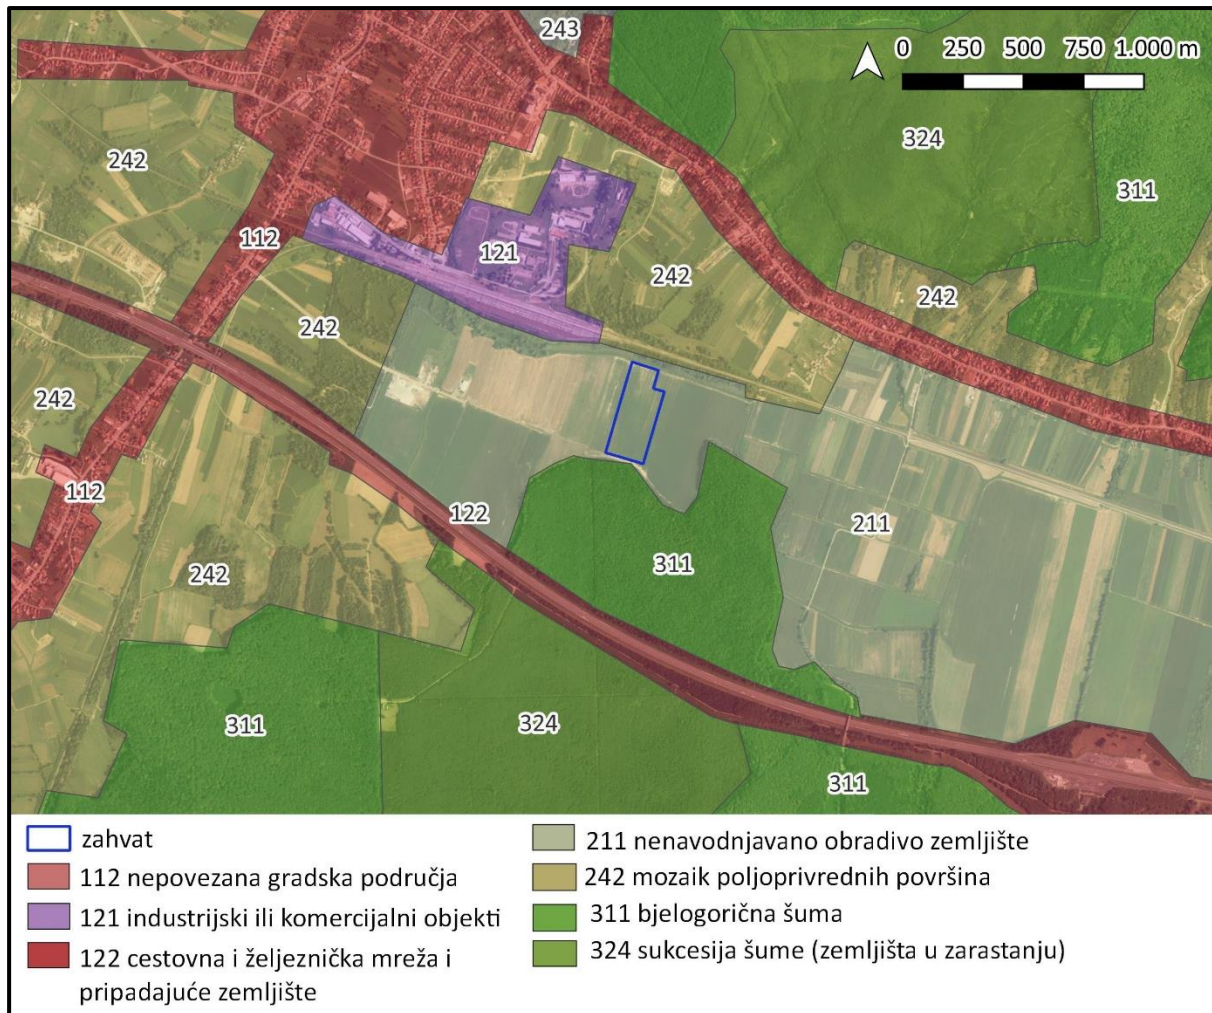 243
0 250 500 750 1.000 m
324
242
311
112
121
242
242
242
242
112
122
211
242
311
311
324
311
zahvat
112 nepovezana gradska područja
121 industrijski ili komercijalni objekti
122 cestovna i željeznička mreža i
pripadajuće zemljište
211 nenavodnjavano obradivo zemljište
242 mozaik poljoprivrednih površina
311 bjelogorična šuma
324 sukcesija šume (zemljišta u zarastanju)